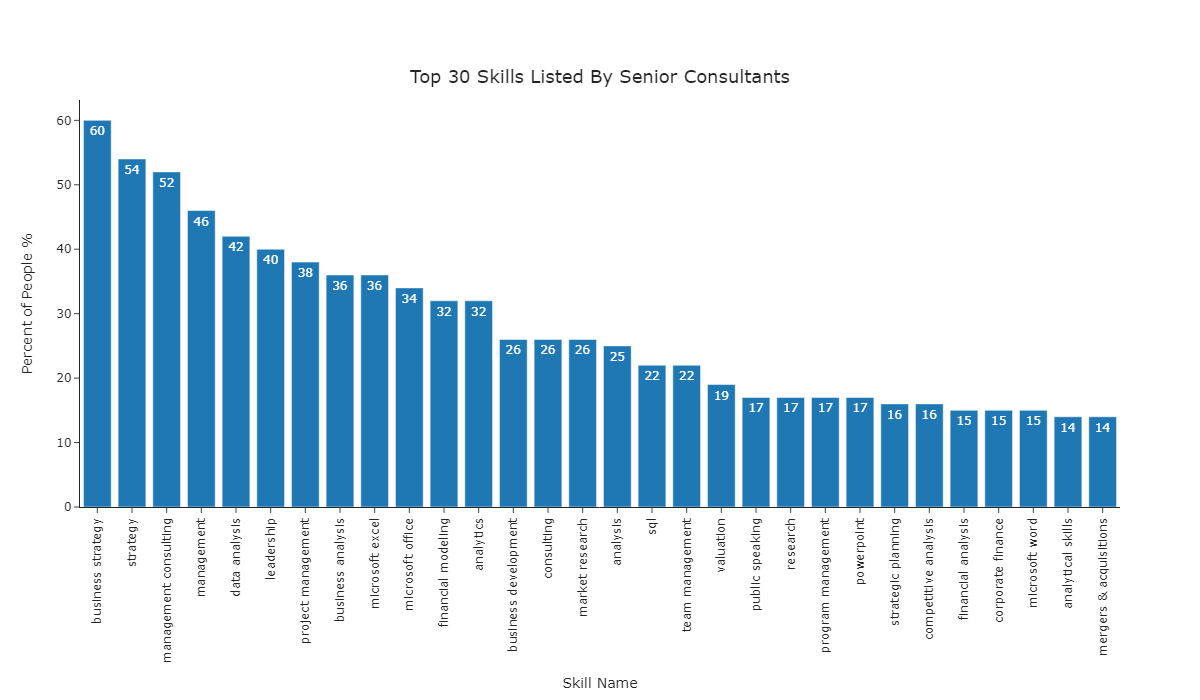 Top 30 Skills Listed By Senior Consultants
Percent of People %
60
50
40
30
20
10
0
60
54
52
46
42
40
38
36
36
34
32
32
26
26
26
25
22
22
19
17
17
17
17
16
16
15
15
15
14
14
business strategy
strategy
management consulting
management
data analysis
leadership
project management
business analysis
microsoft excel
microsoft office
financial modeling
analytics
business development
consulting
market research
analysis
sql
team management
valuation
public speaking
research
program management
powerpoint
strategic planning
competitive analysis
financial analysis
corporate finance
microsoft word
analytical skills
mergers & acquisitions
Skill Name